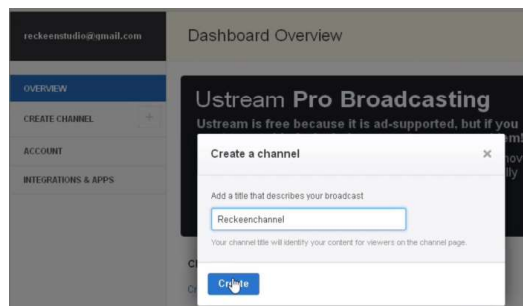 reckeenstudio@gmail.com
Dashboard Overview
OVERVIEW
CREATE CHANNEL +
ACCOUNT
INTEGRATIONS & APPS
Ustream Pro Broadcasting
Ustream is free because it is ad-supported, but if you
Create a channel ×
Add a title that describes your broadcast
Reckeenchannel
Your channel title will identify your content for viewers on the channel page.
Create